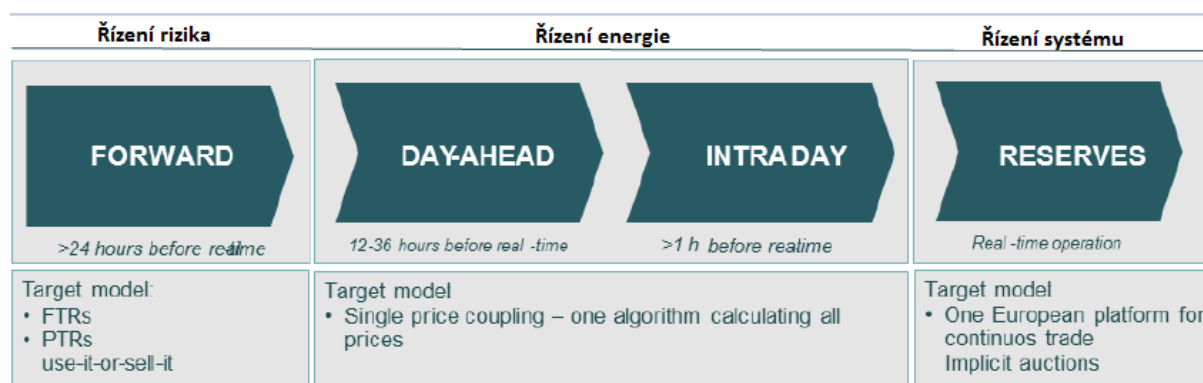 Řízení rizika
Řízení energie
Řízení systému
FORWARD
DAY-AHEAD
INTRADAY
RESERVES
>24 hours before real-time
12-36 hours before real -time
>1 h before realtime
Real -time operation
Target model:
• FTRs
• PTRs
use-it-or-sell-it
Target model
• Single price coupling – one algorithm calculating all
prices
Target model
• One European platform for
continuos trade
Implicit auctions